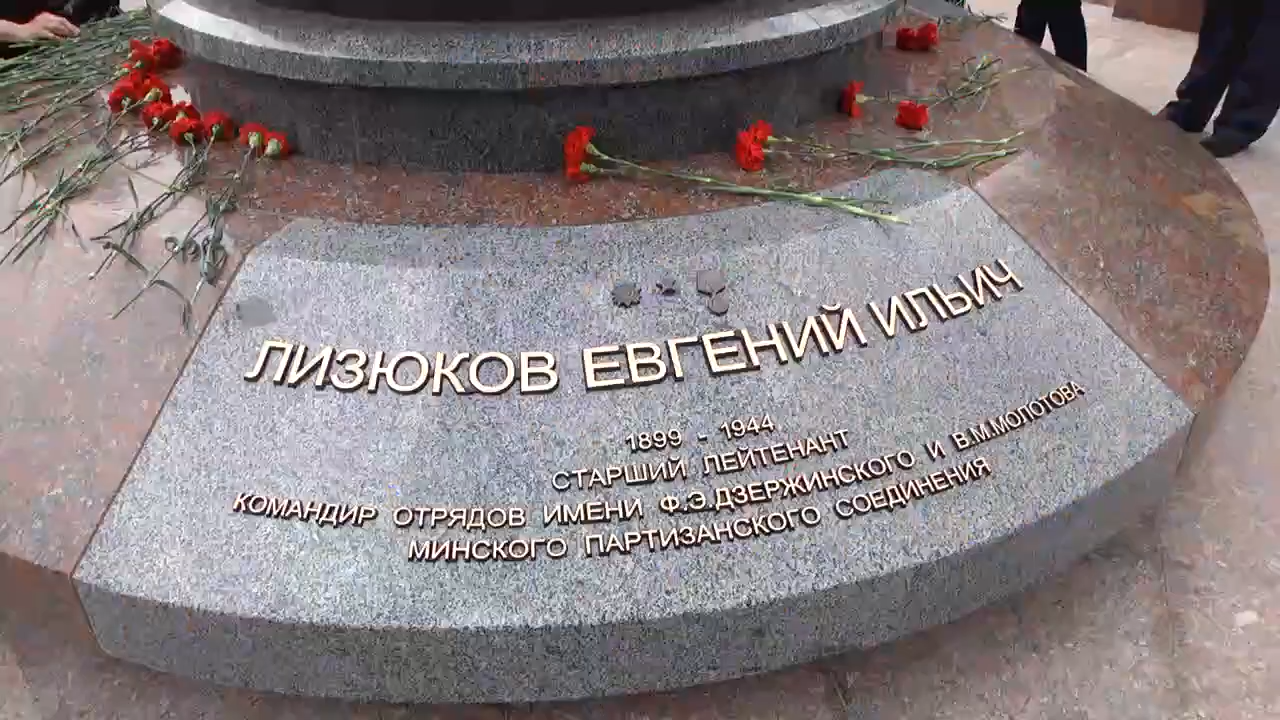 ЛИЗЮКОВ ЕВГЕНИЙ ИЛЬИЧ
1899 - 1944
СТАРШИЙ ЛЕЙТЕНАНТ
КОМАНДИР ОТРЯДОВ ИМЕНИ Ф.Э.ДЗЕРЖИНСКОГО И В.М.МОЛОТОВА
МИНСКОГО ПАРТИЗАНСКОГО СОЕДИНЕНИЯ